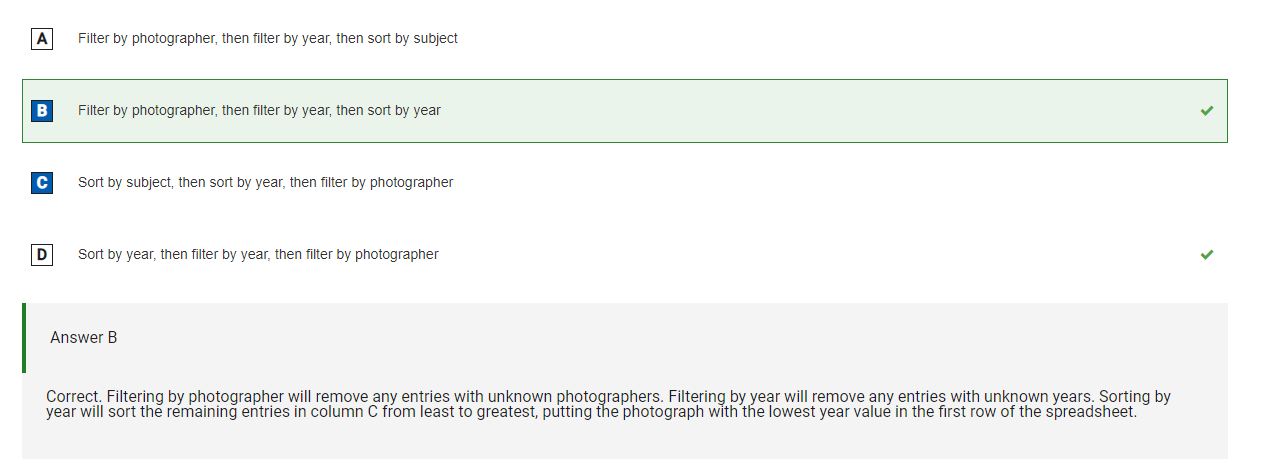 A Filter by photographer, then filter by year, then sort by subject
B Filter by photographer, then filter by year, then sort by year
C Sort by subject, then sort by year, then filter by photographer
D Sort by year, then filter by year, then filter by photographer
Answer B
Correct. Filtering by photographer will remove any entries with unknown photographers. Filtering by year will remove any entries with unknown years. Sorting by
year will sort the remaining entries in column C from least to greatest, putting the photograph with the lowest year value in the first row of the spreadsheet.